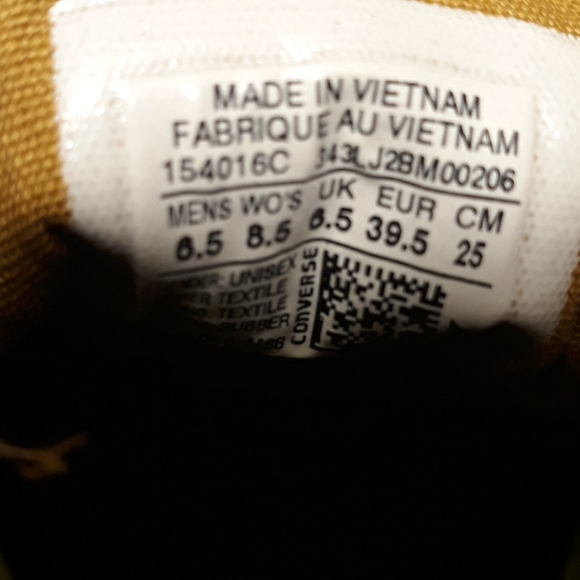 MADE IN VIETNAM
FABRIQUE AU VIETNAM
154016C 343LJ2BM00206
MENS WO'S UK EUR CM
6.5 8.5 6.5 39.5 25
UNISEX
TEXTILE
TEXTILE
RUBBER
CONVERSE